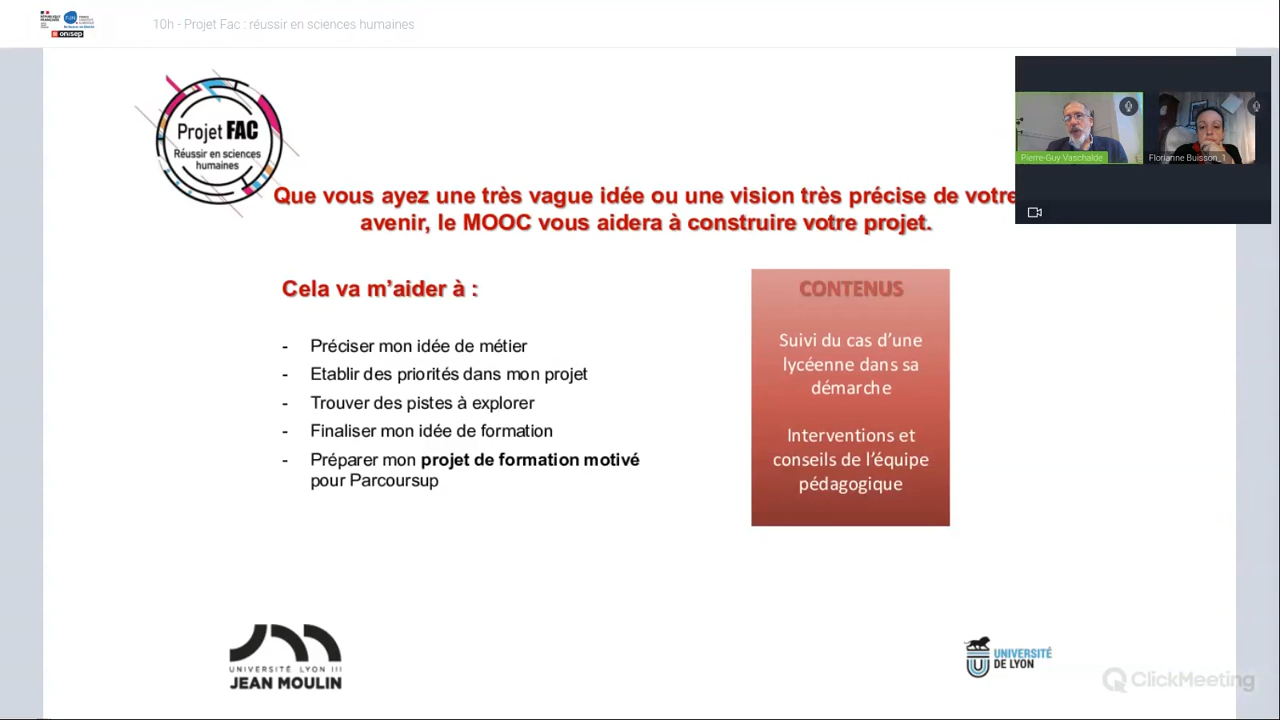 RÉPUBLIQUE
FRANÇAISE
onisep
10h - Projet Fac : réussir en sciences humaines
Projet FAC
Réussir en sciences
humaines
Pierre-Guy Vaschalde
Florianne Buisson_1
Que vous ayez une très vague idée ou une vision très précise de votre
avenir, le MOOC vous aidera à construire votre projet.
Cela va m’aider à :
- Préciser mon idée de métier
- Etablir des priorités dans mon projet
- Trouver des pistes à explorer
- Finaliser mon idée de formation
- Préparer mon projet de formation motivé
pour Parcoursup
CONTENUS
Suivi du cas d’une
lycéenne dans sa
démarche
Interventions et
conseils de l’équipe
pédagogique
UNIVERSITÉ LYON III
JEAN MOULIN
UNIVERSITÉ
DE LYON
ClickMeeting